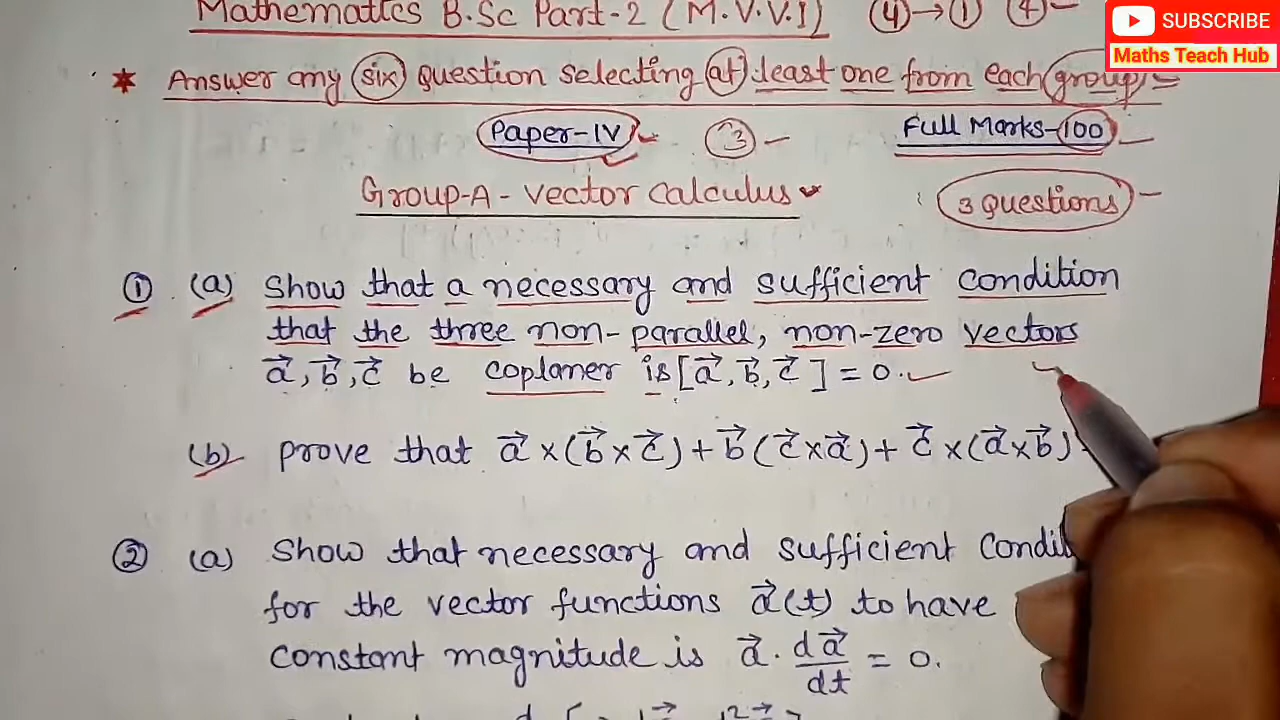 Mathematics B.Sc Part-2 (M.V.V.I) (4)→(1) (4)-
SUBSCRIBE
Maths Teach Hub
* Answer any six question selecting at least one from each group
Paper-IV 3 - Full Marks-100
Group-A - Vector Calculus 3 Questions
① (a) Show that a necessary and sufficient condition
that the three non-parallel, non-zero vectors
a⃗, b⃗, c⃗ be coplaner is [a⃗, b⃗, c⃗] = 0.
(b) prove that a⃗ × (b⃗ × c⃗) + b⃗ (c⃗ × a⃗) + c⃗ × (a⃗ × b⃗)
② (a) Show that necessary and sufficient
for the vector functions a⃗(t) to have
constant magnitude is a⃗ · da⃗/dt = 0.